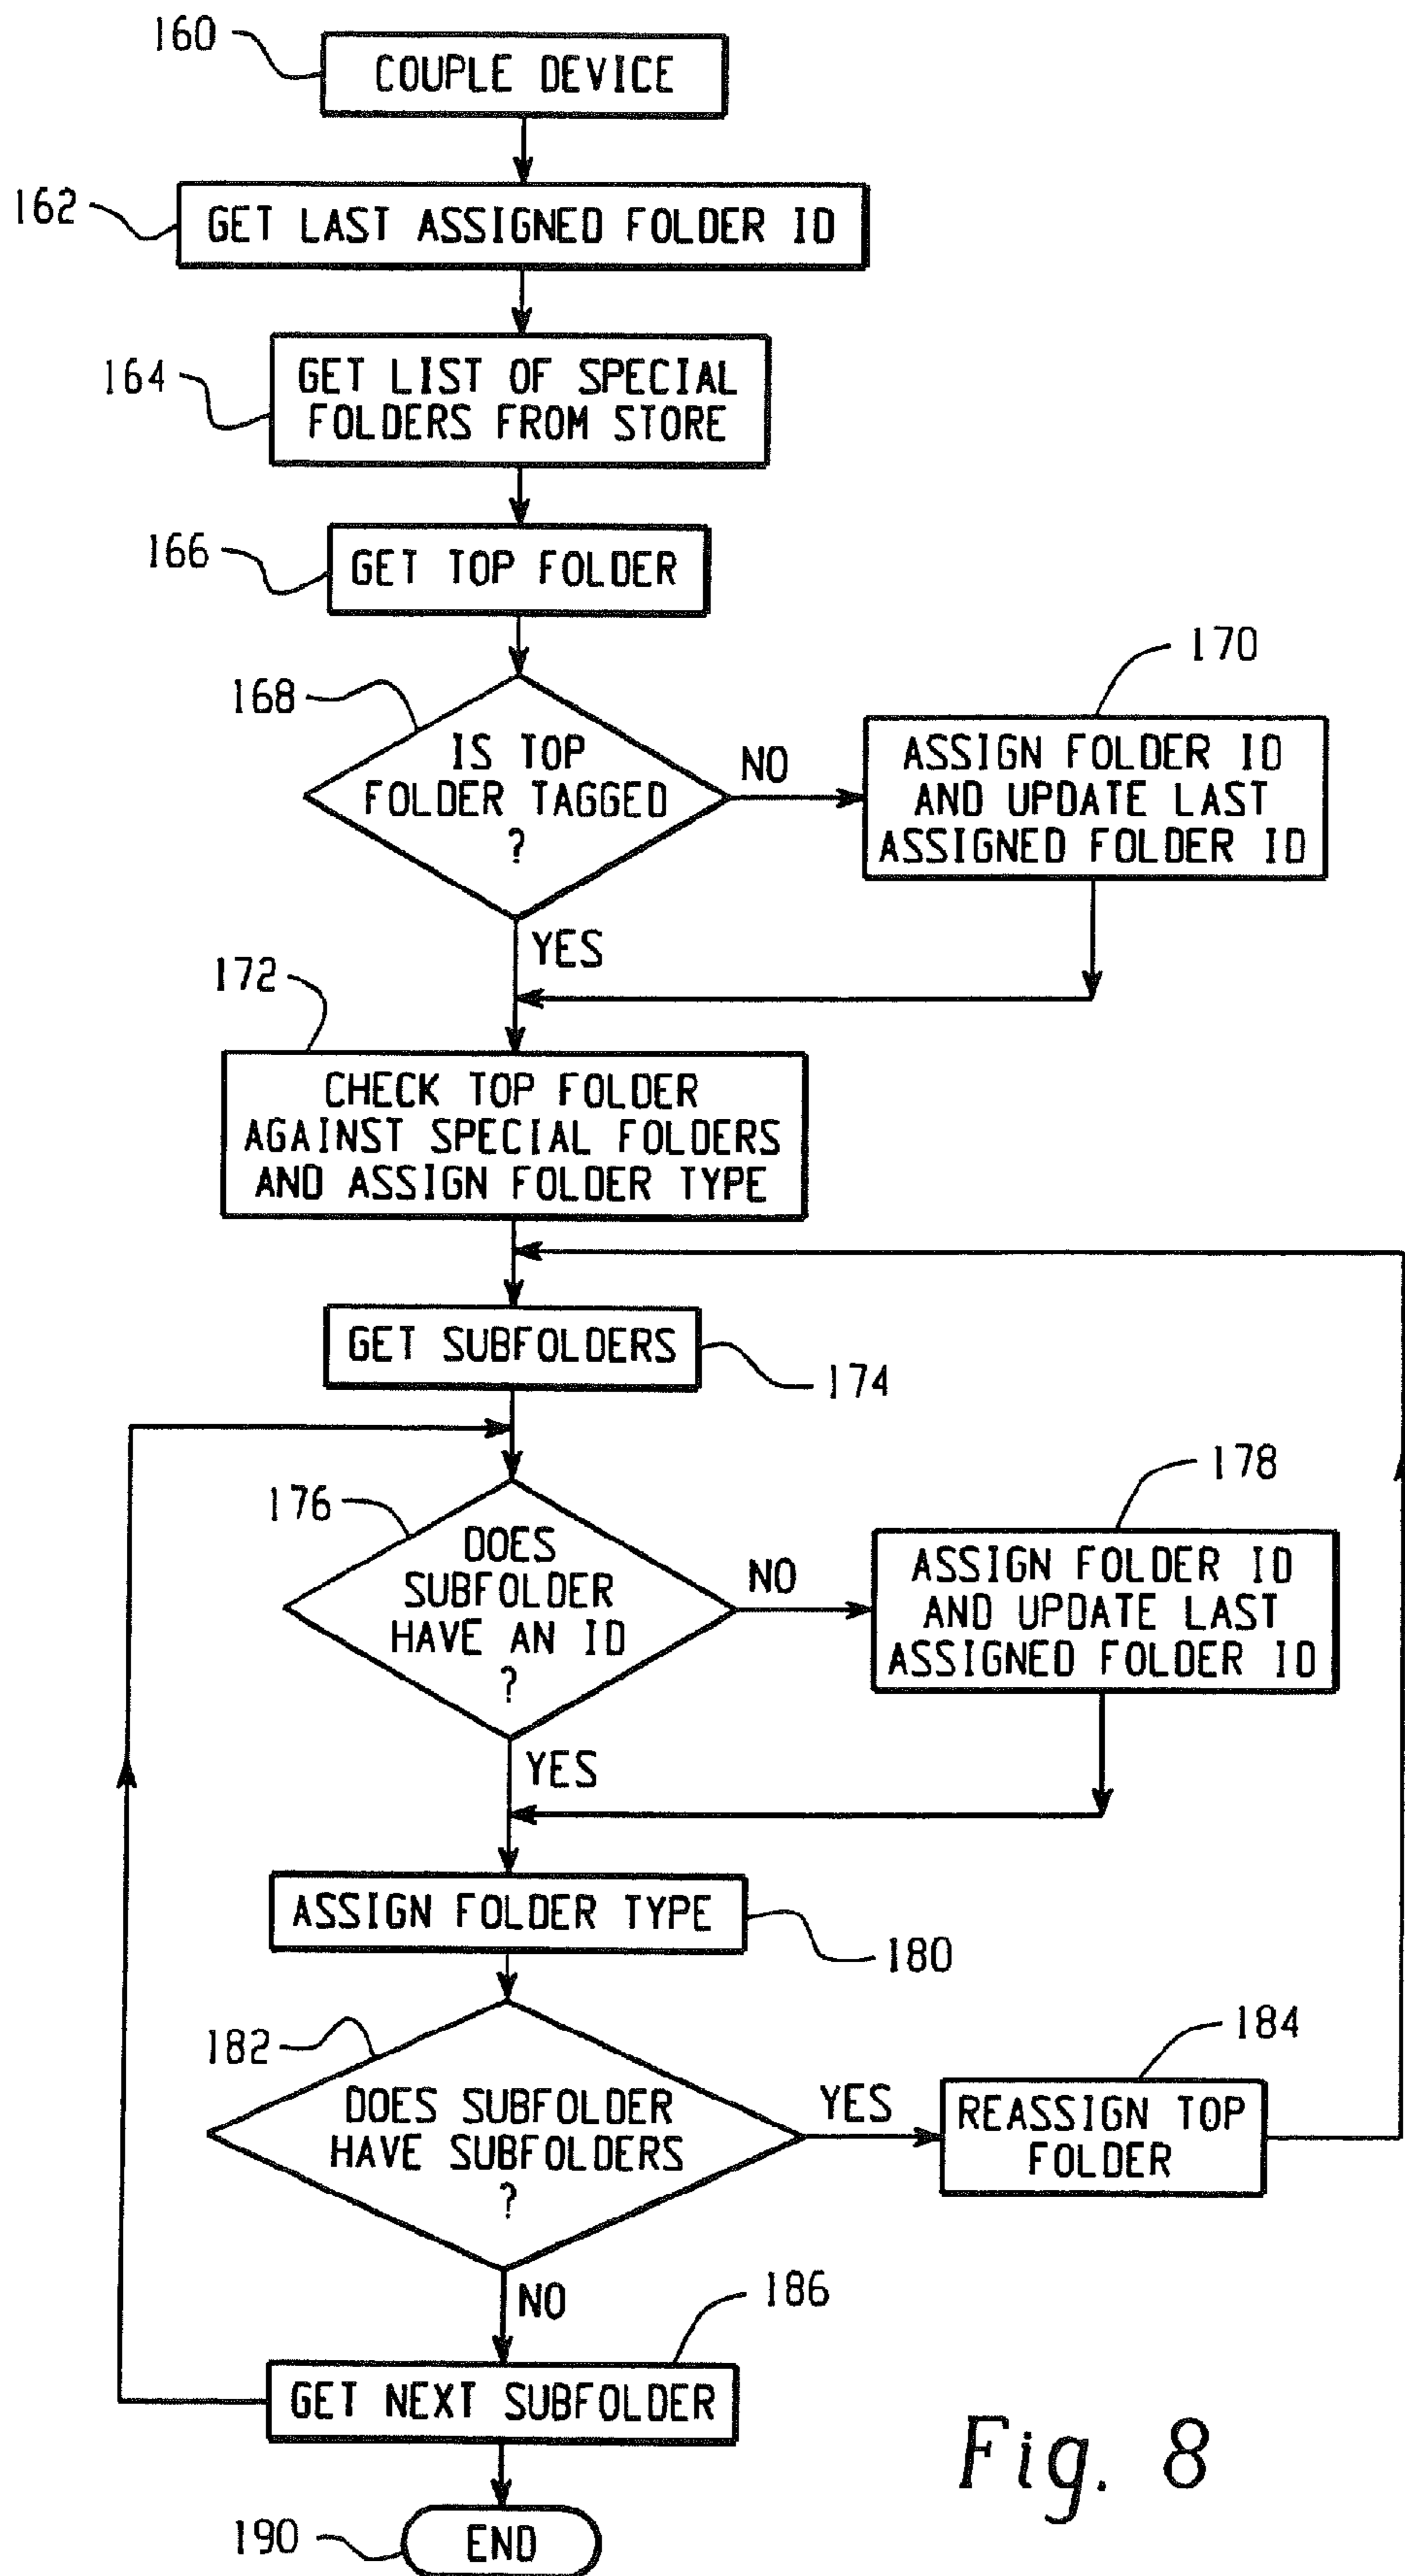 160
COUPLE DEVICE
162
GET LAST ASSIGNED FOLDER ID
164
GET LIST OF SPECIAL
FOLDERS FROM STORE
166
GET TOP FOLDER
168
IS TOP
FOLDER TAGGED
?
NO
170
ASSIGN FOLDER ID
AND UPDATE LAST
ASSIGNED FOLDER ID
YES
172
CHECK TOP FOLDER
AGAINST SPECIAL FOLDERS
AND ASSIGN FOLDER TYPE
GET SUBFOLDERS
174
176
DOES
SUBFOLDER
HAVE AN ID
?
NO
178
ASSIGN FOLDER ID
AND UPDATE LAST
ASSIGNED FOLDER ID
YES
ASSIGN FOLDER TYPE
180
182
DOES SUBFOLDER
HAVE SUBFOLDERS
?
YES
184
REASSIGN TOP
FOLDER
NO
186
GET NEXT SUBFOLDER
190
END
Fig. 8